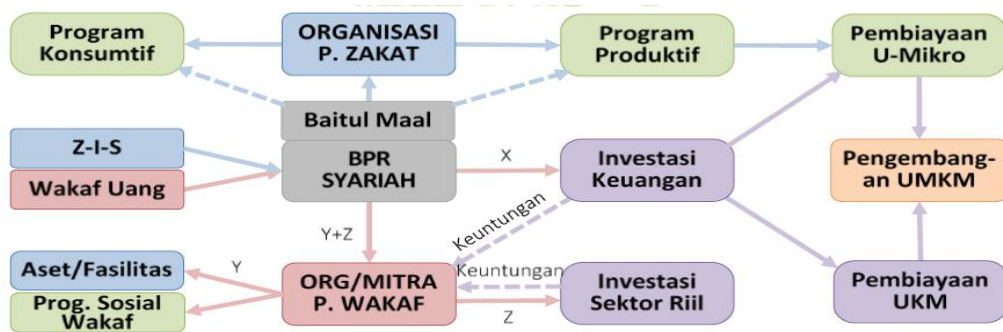 Program
Konsumtif
ORGANISASI
P. ZAKAT
Program
Produktif
Pembiayaan
U-Mikro
Baitul Maal
Z-I-S
Wakaf Uang
BPR
SYARIAH
X
Investasi
Keuangan
Pengembang-
an UMKM
Y+Z
Keuntungan
Aset/Fasilitas
Prog. Sosial
Wakaf
Y
ORG/MITRA
P. WAKAF
Keuntungan
Z
Investasi
Sektor Riil
Pembiayaan
UKM